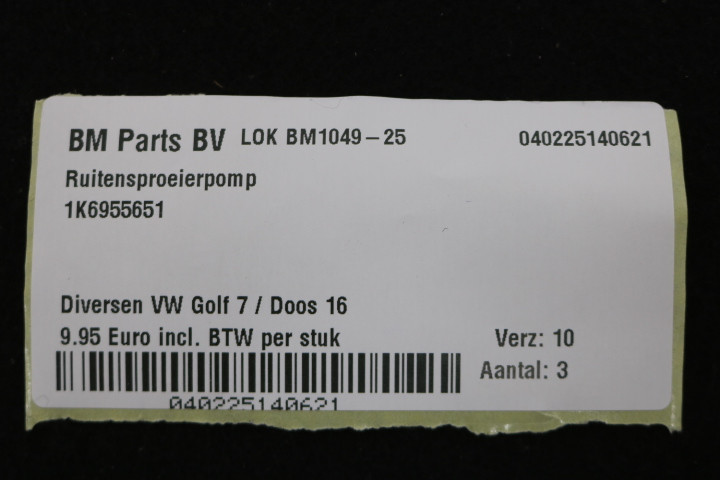 BM Parts BV LOK BM1049-25 040225140621
Ruitensproeierpomp
1K6955651
Diversen VW Golf 7 / Doos 16
9.95 Euro incl. BTW per stuk Verz: 10
Aantal: 3
040225140621